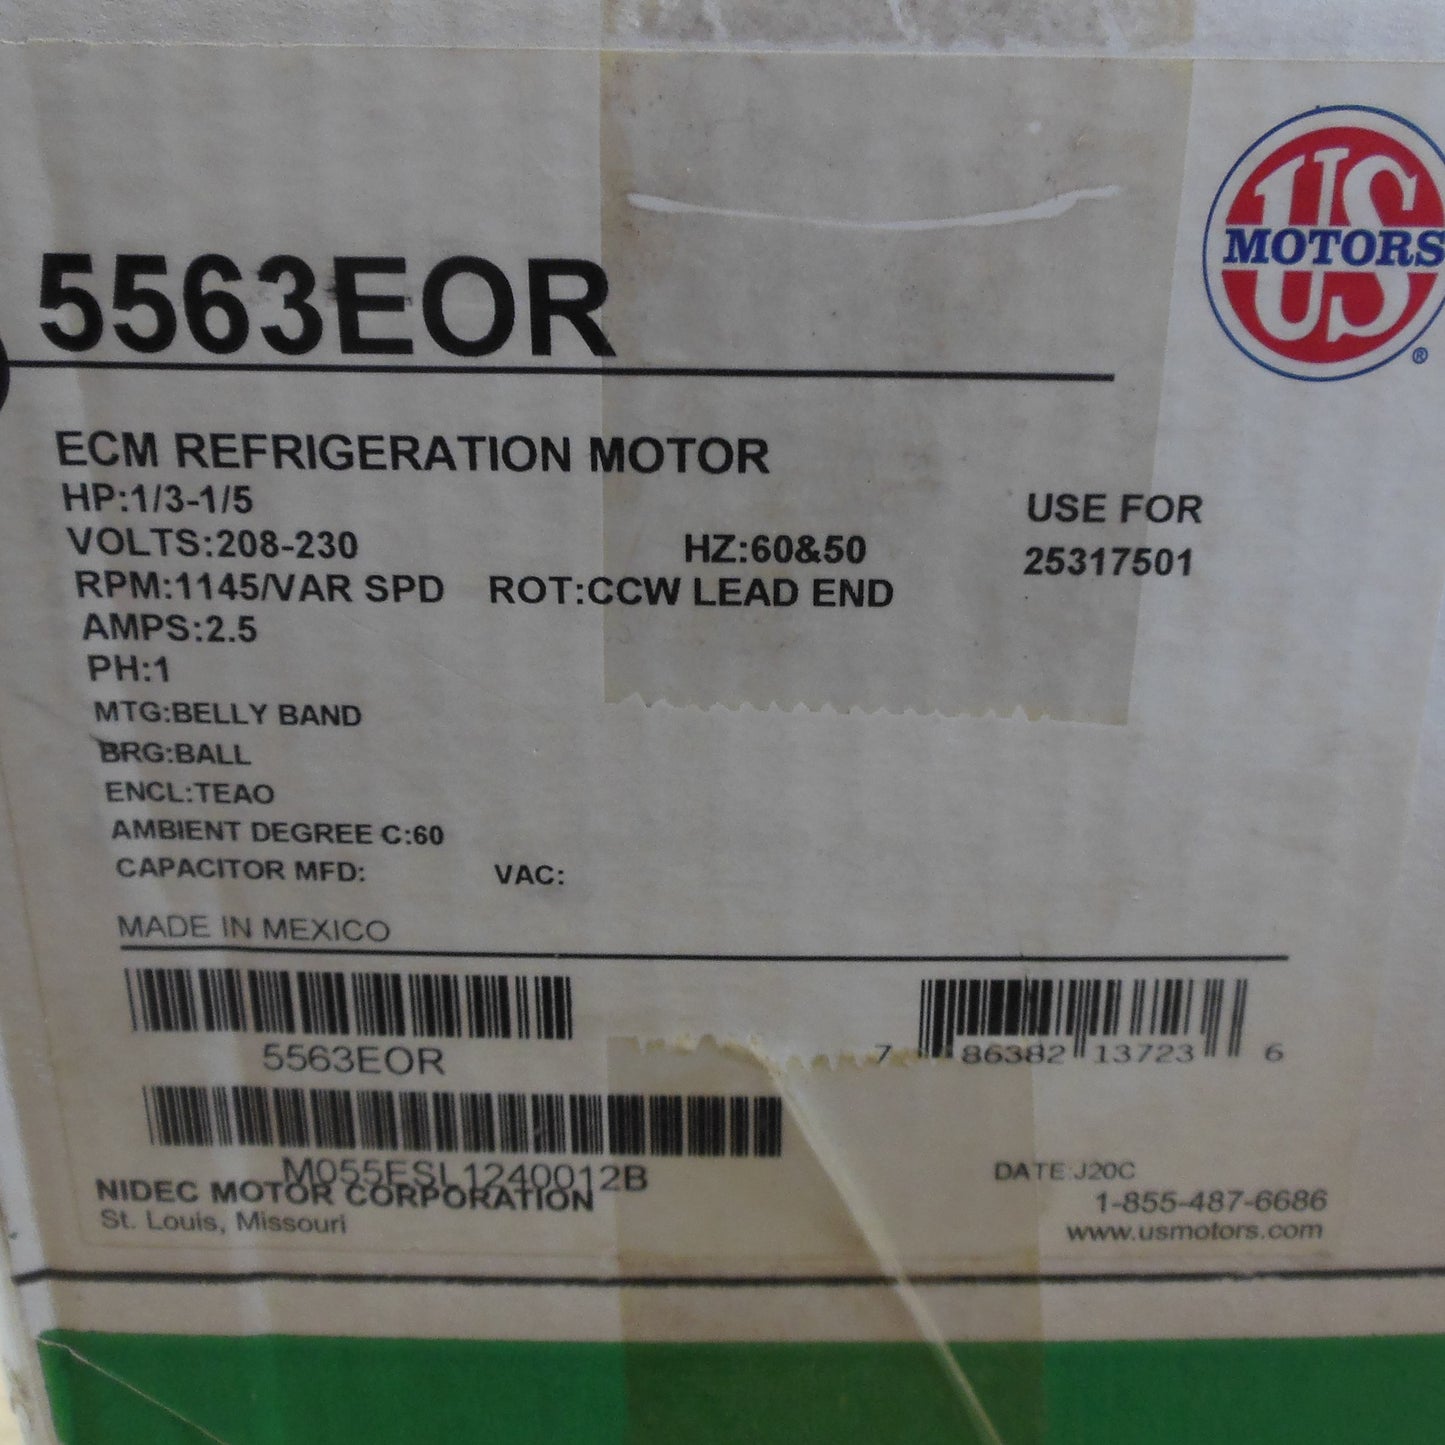 US
MOTORS
®
5563EOR
ECM REFRIGERATION MOTOR
HP:1/3-1/5
VOLTS:208-230 HZ:60&50
RPM:1145/VAR SPD ROT:CCW LEAD END
AMPS:2.5
PH:1
USE FOR
25317501
MTG:BELLY BAND
BRG:BALL
ENCL:TEAO
AMBIENT DEGREE C:60
CAPACITOR MFD: VAC:
MADE IN MEXICO
5563EOR
7 86382 13723 6
M055ESL1240012B
NIDEC MOTOR CORPORATION
St. Louis, Missouri
DATE:J20C
1-855-487-6686
www.usmotors.com